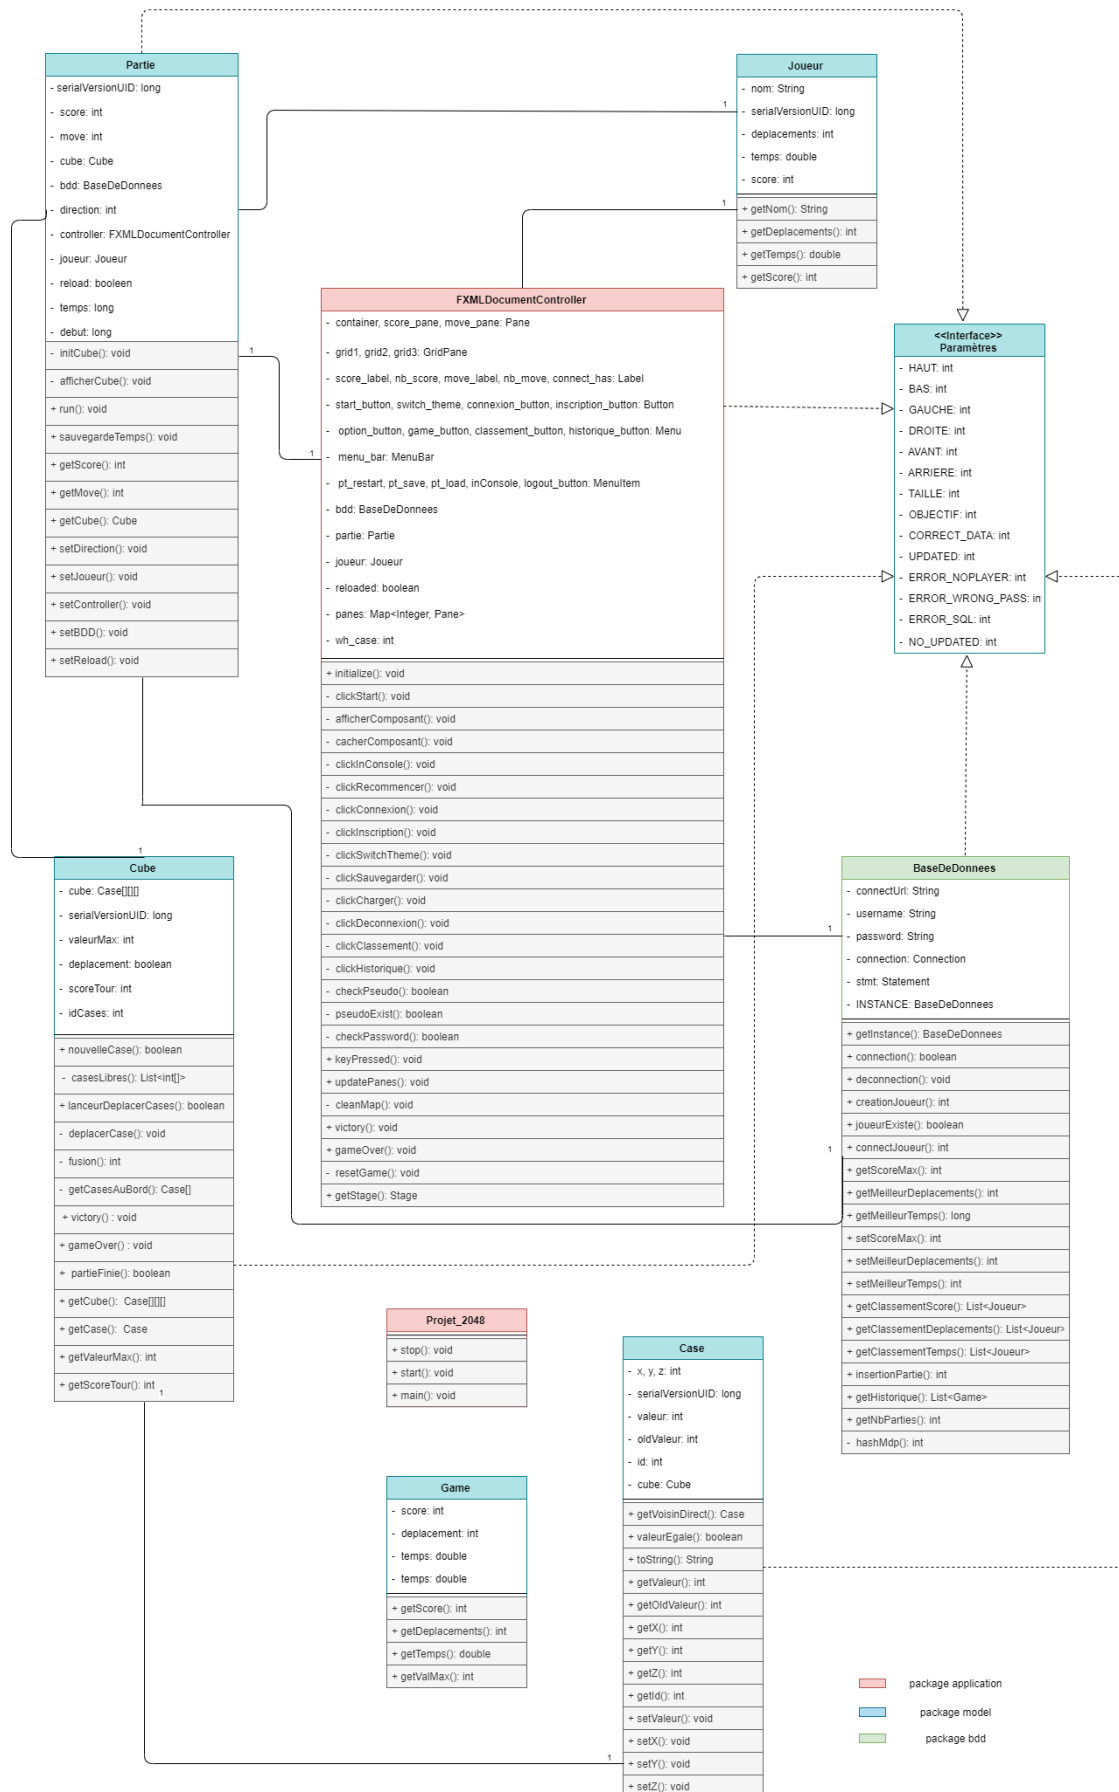 Partie
- serialVersionUID: long
- score: int
- move: int
- cube: Cube
- bdd: BaseDeDonnees
- direction: int
- controller: FXMLDocumentController
- joueur: Joueur
- reload: booleen
- temps: long
- debut: long
- initCube(): void
- afficherCube(): void
+ run(): void
+ sauvegardeTemps(): void
+ getScore(): int
+ getMove(): int
+ getCube(): Cube
+ setDirection(): void
+ setJoueur(): void
+ setController(): void
+ setBDD(): void
+ setReload(): void
Joueur
- nom: String
- serialVersionUID: long
- deplacements: int
- temps: double
- score: int
+ getNom(): String
+ getDeplacements(): int
+ getTemps(): double
+ getScore(): int
1
1
1
1
FXMLDocumentController
- container, score_pane, move_pane: Pane
- grid1, grid2, grid3: GridPane
- score_label, nb_score, move_label, nb_move, connect_has: Label
- start_button, switch_theme, connexion_button, inscription_button: Button
- option_button, game_button, classement_button, historique_button: Menu
- menu_bar: MenuBar
- pt_restart, pt_save, pt_load, inConsole, logout_button: MenuItem
- bdd: BaseDeDonnees
- partie: Partie
- joueur: Joueur
- reloaded: boolean
- panes: Map<Integer, Pane>
- wh_case: int
+ initialize(): void
- clickStart(): void
- afficherComposant(): void
- cacherComposant(): void
- clickInConsole(): void
- clickRecommencer(): void
- clickConnexion(): void
- clickInscription(): void
- clickSwitchTheme(): void
- clickSauvegarder(): void
- clickCharger(): void
- clickDeconnexion(): void
- clickClassement(): void
- clickHistorique(): void
- checkPseudo(): boolean
- pseudoExist(): boolean
- checkPassword(): boolean
+ keyPressed(): void
+ updatePanes(): void
- cleanMap(): void
+ victory(): void
+ gameOver(): void
- resetGame(): void
+ getStage(): Stage
<<Interface>>
Paramètres
- HAUT: int
- BAS: int
- GAUCHE: int
- DROITE: int
- AVANT: int
- ARRIERE: int
- TAILLE: int
- OBJECTIF: int
- CORRECT_DATA: int
- UPDATED: int
- ERROR_NOPLAYER: int
- ERROR_WRONG_PASS: int
- ERROR_SQL: int
- NO_UPDATED: int
1
Cube
- cube: Case[][][]
- serialVersionUID: long
- valeurMax: int
- deplacement: boolean
- scoreTour: int
- idCases: int
+ nouvelleCase(): boolean
- casesLibres(): List<int[]>
+ lanceurDeplacerCases(): boolean
- deplacerCase(): void
- fusion(): int
- getCasesAuBord(): Case[]
+ victory() : void
+ gameOver() : void
+ partieFinie(): boolean
+ getCube(): Case[][][]
+ getCase(): Case
+ getValeurMax(): int
+ getScoreTour(): int
1
BaseDeDonnees
- connectUrl: String
- username: String
- password: String
- connection: Connection
- stmt: Statement
- INSTANCE: BaseDeDonnees
+ getInstance(): BaseDeDonnees
+ connection(): boolean
+ deconnection(): void
+ creationJoueur(): int
+ joueurExiste(): boolean
+ connectJoueur(): int
+ getScoreMax(): int
+ getMeilleurDeplacements(): int
+ getMeilleurTemps(): long
+ setScoreMax(): int
+ setMeilleurDeplacements(): int
+ setMeilleurTemps(): int
+ getClassementScore(): List<Joueur>
+ getClassementDeplacements(): List<Joueur>
+ getClassementTemps(): List<Joueur>
+ insertionPartie(): int
+ getHistorique(): List<Game>
+ getNbParties(): int
- hashMdp(): int
1
1
Projet_2048
+ stop(): void
+ start(): void
+ main(): void
Game
- score: int
- deplacement: int
- temps: double
- temps: double
+ getScore(): int
+ getDeplacements(): int
+ getTemps(): double
+ getValMax(): int
Case
- x, y, z: int
- serialVersionUID: long
- valeur: int
- oldValeur: int
- id: int
- cube: Cube
+ getVoisinDirect(): Case
+ valeurEgale(): boolean
+ toString(): String
+ getValeur(): int
+ getOldValeur(): int
+ getX(): int
+ getY(): int
+ getZ(): int
+ getId(): int
+ setValeur(): void
+ setX(): void
+ setY(): void
+ setZ(): void
1
package application
package model
package bdd